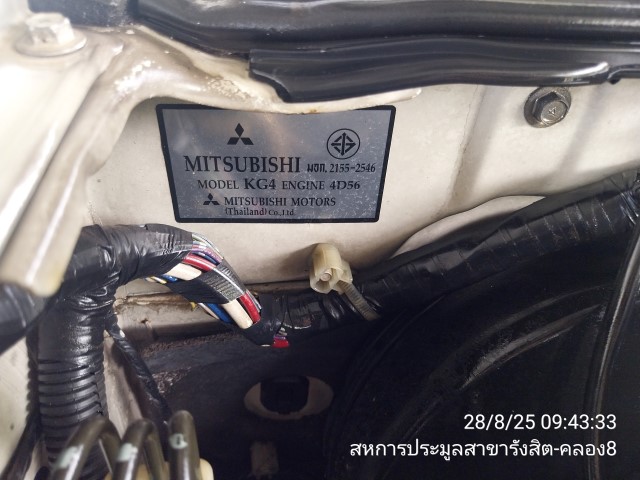 MITSUBISHI มอก. 2155-2546
MODEL KG4 ENGINE 4D56
MITSUBISHI MOTORS
(Thailand) Co.,Ltd.
28/8/25 09:43:33
สหการประมูลสาขารังสิต-คลอง8